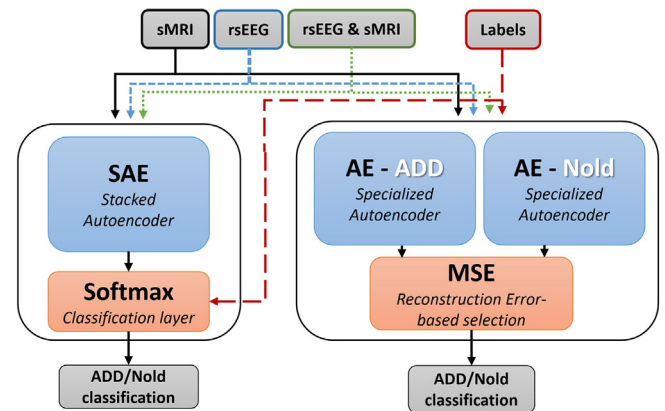 sMRI
rsEEG
rsEEG & sMRI
Labels
SAE
Stacked
Autoencoder
Softmax
Classification layer
ADD/Nold
classification
AE - ADD
Specialized
Autoencoder
AE - Nold
Specialized
Autoencoder
MSE
Reconstruction Error-
based selection
ADD/Nold
classification